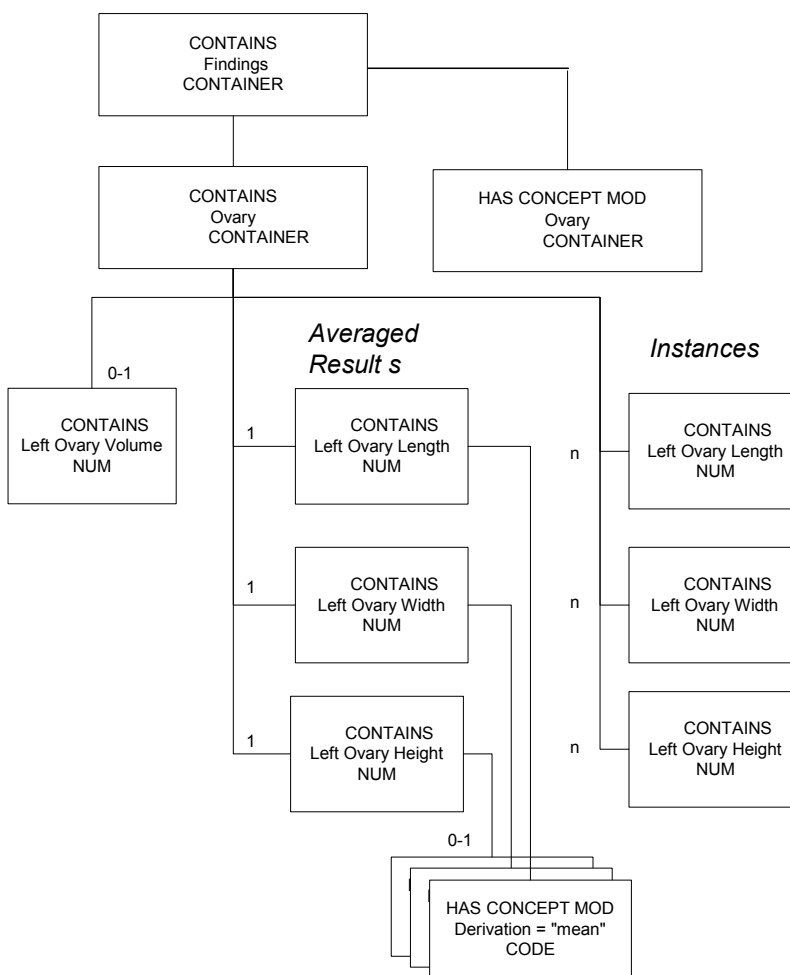 CONTAINS
Findings
CONTAINER
CONTAINS
Ovary
CONTAINER
HAS CONCEPT MOD
Ovary
CONTAINER
Averaged
Result s
Instances
0-1
CONTAINS
Left Ovary Volume
NUM
1
CONTAINS
Left Ovary Length
NUM
n
CONTAINS
Left Ovary Length
NUM
1
CONTAINS
Left Ovary Width
NUM
n
CONTAINS
Left Ovary Width
NUM
1
CONTAINS
Left Ovary Height
NUM
n
CONTAINS
Left Ovary Height
NUM
0-1
HAS CONCEPT MOD
Derivation = "mean"
CODE